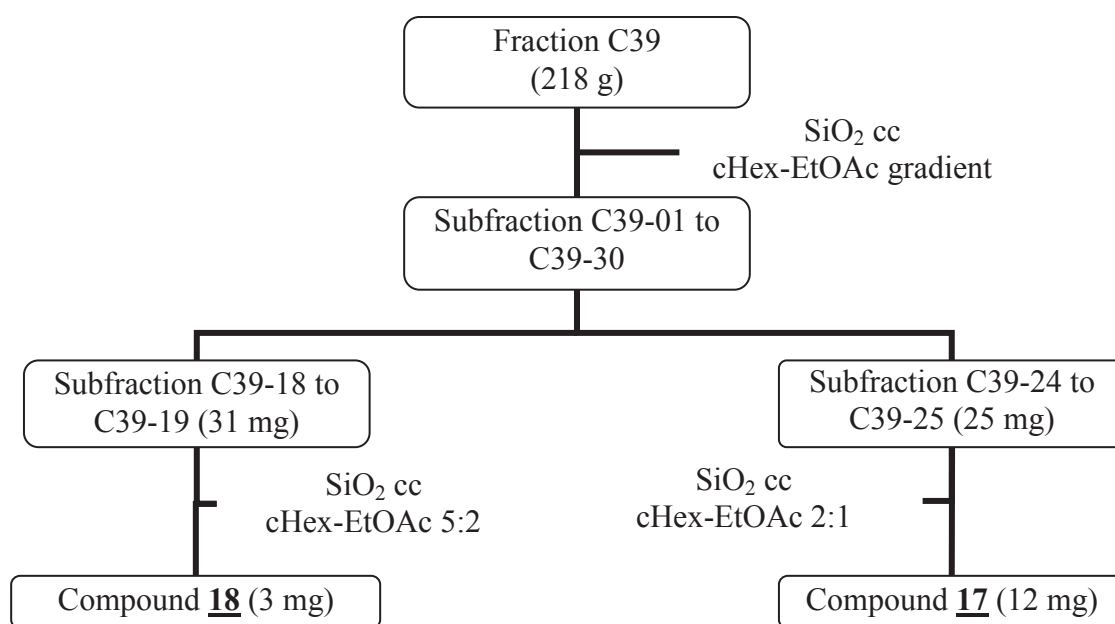 Fraction C39
(218 g)
SiO₂ cc
cHex-EtOAc gradient
Subfraction C39-01 to
C39-30
Subfraction C39-18 to
C39-19 (31 mg)
Subfraction C39-24 to
C39-25 (25 mg)
SiO₂ cc
cHex-EtOAc 5:2
SiO₂ cc
cHex-EtOAc 2:1
Compound 18 (3 mg)
Compound 17 (12 mg)